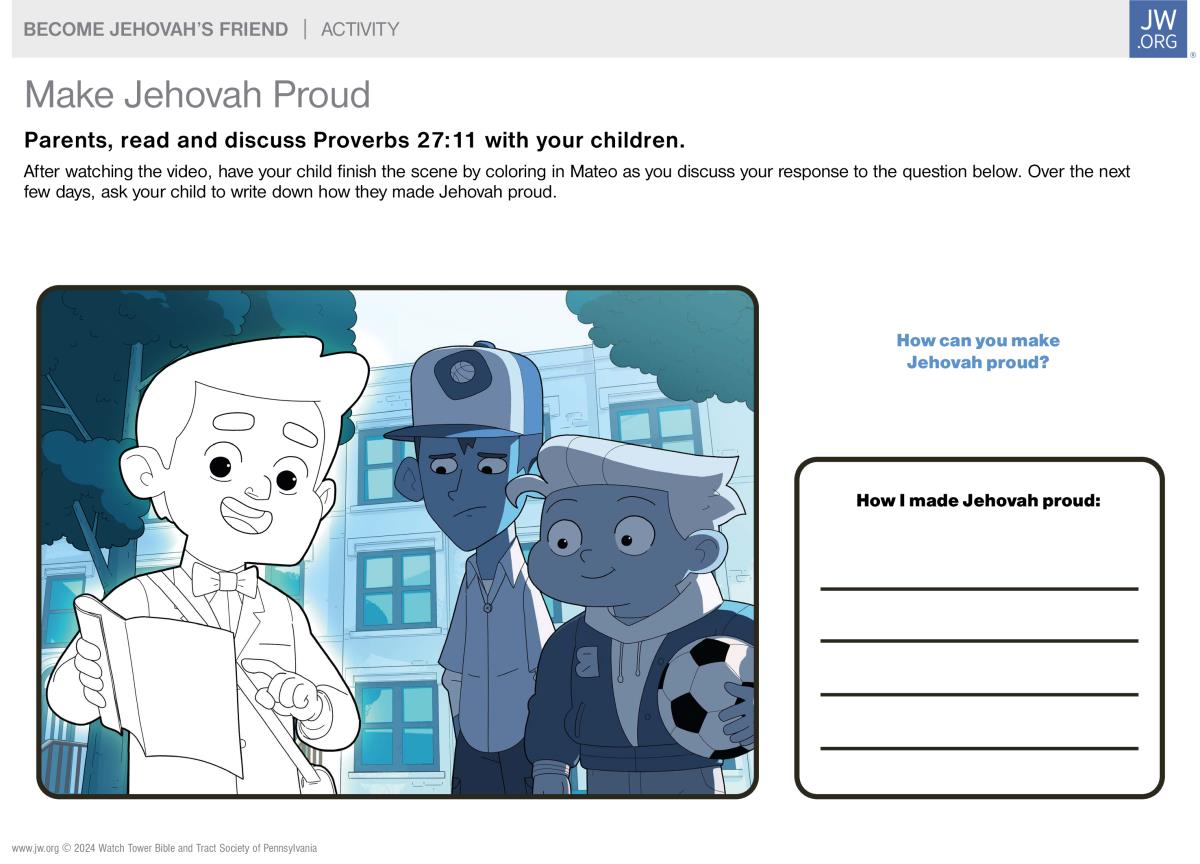 BECOME JEHOVAH'S FRIEND | ACTIVITY
JW
.ORG
®
Make Jehovah Proud
Parents, read and discuss Proverbs 27:11 with your children.
After watching the video, have your child finish the scene by coloring in Mateo as you discuss your response to the question below. Over the next
few days, ask your child to write down how they made Jehovah proud.
How can you make
Jehovah proud?
How I made Jehovah proud:
www.jw.org © 2024 Watch Tower Bible and Tract Society of Pennsylvania